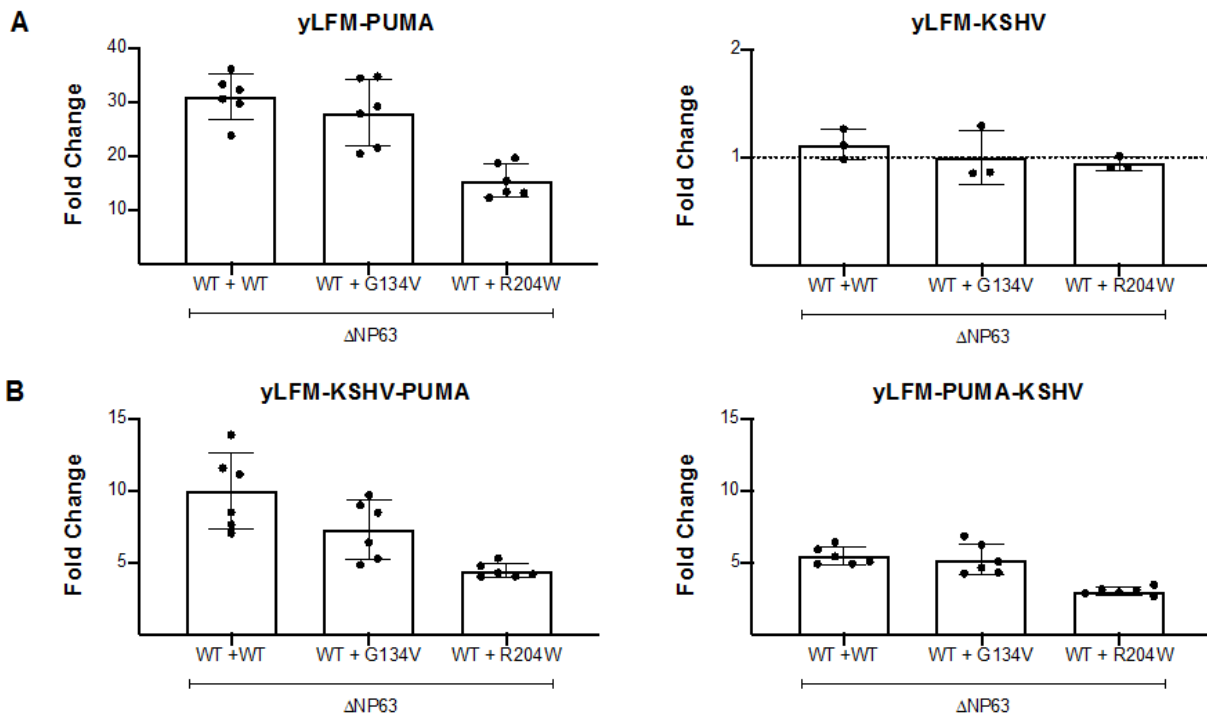 A
yLFM-PUMA
Fold Change
40
30
20
10
WT + WT WT + G134V WT + R204W
ΔNP63
yLFM-KSHV
Fold Change
2
1
WT +WT WT + G134V WT + R204W
ΔNP63
B
yLFM-KSHV-PUMA
Fold Change
15
10
5
WT +WT WT + G134V WT + R204W
ΔNP63
yLFM-PUMA-KSHV
Fold Change
15
10
5
WT +WT WT + G134V WT + R204W
ΔNP63